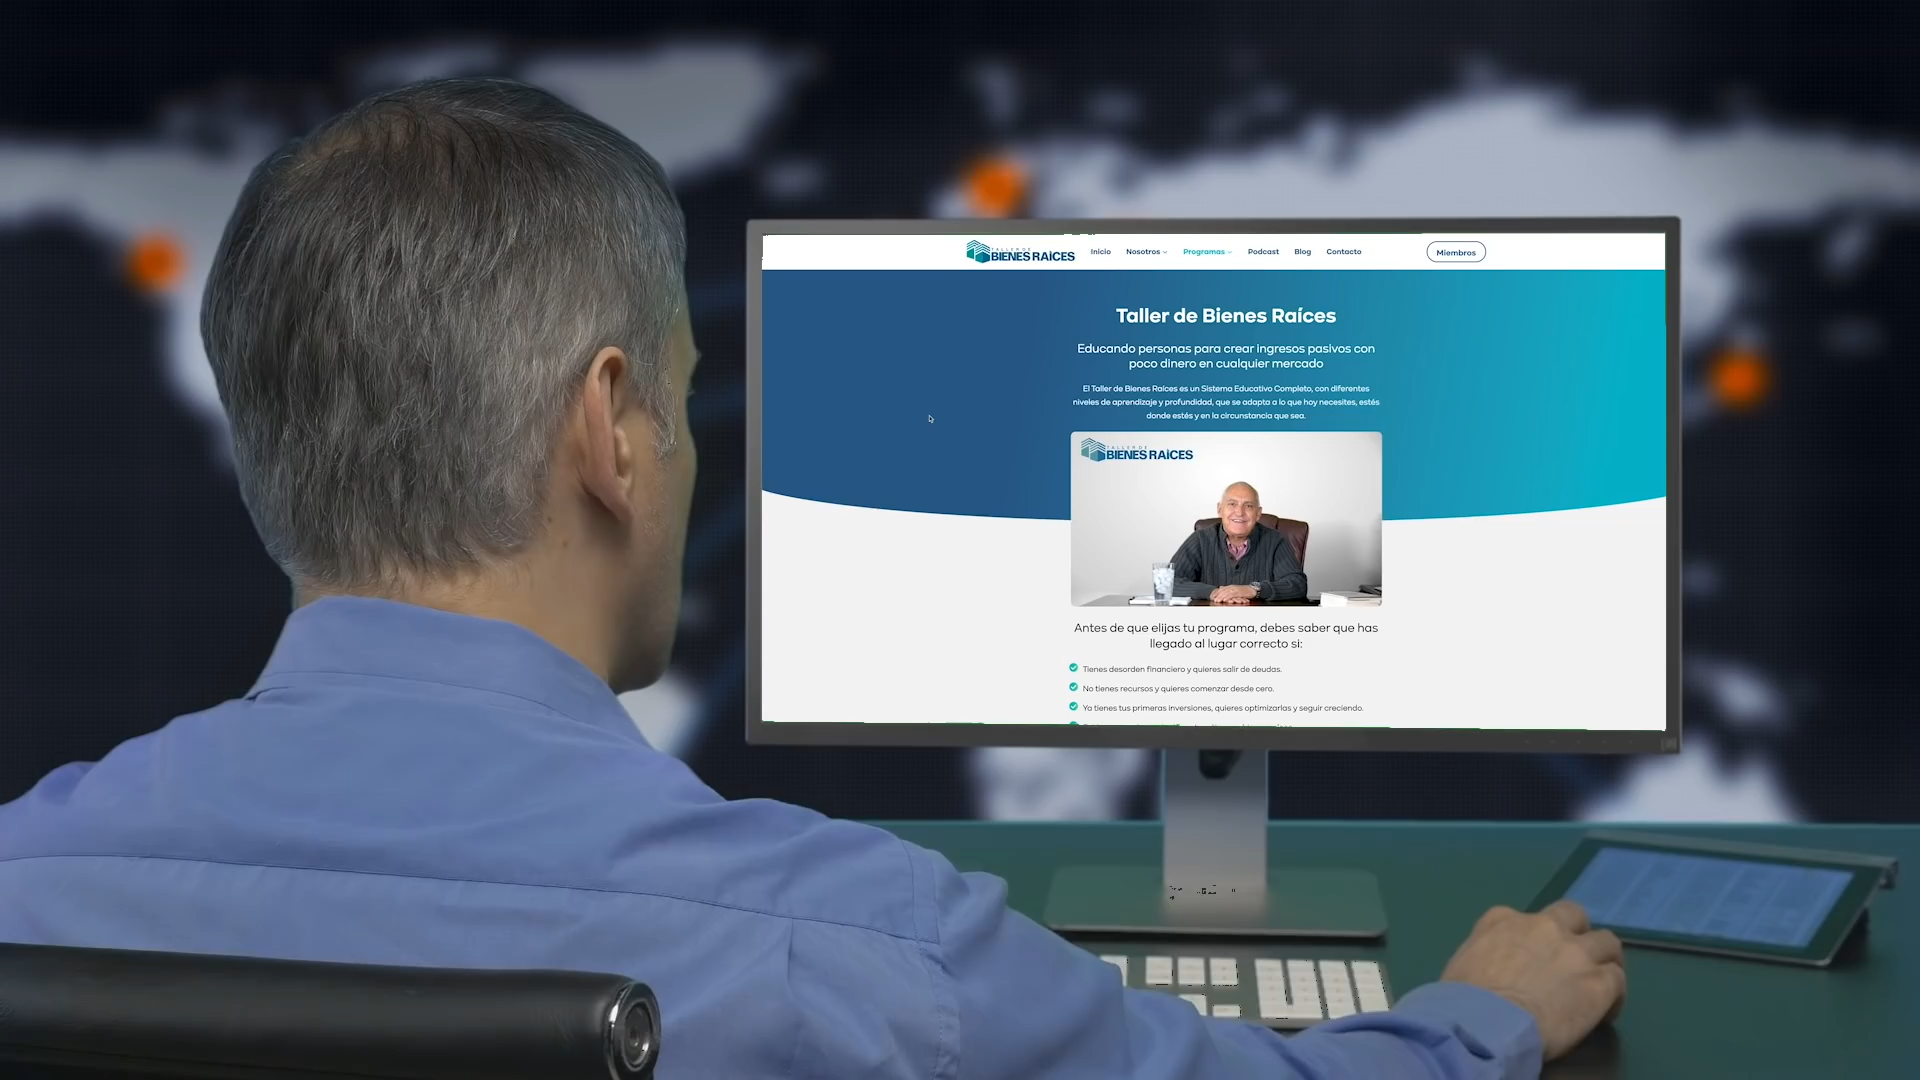 TALLER DE
BIENES RAÍCES
Inicio
Nosotros
Programas
Podcast
Blog
Contacto
Miembros
Taller de Bienes Raíces
Educando personas para crear ingresos pasivos con
poco dinero en cualquier mercado
El Taller de Bienes Raíces es un Sistema Educativo Completo, con diferentes
niveles de aprendizaje y profundidad, que se adapta a lo que hoy necesites, estés
donde estés y en la circunstancia que sea.
TALLER DE
BIENES RAÍCES
Antes de que elijas tu programa, debes saber que has
llegado al lugar correcto si:
Tienes desorden financiero y quieres salir de deudas.
No tienes recursos y quieres comenzar desde cero.
Ya tienes tus primeras inversiones, quieres optimizarlas y seguir creciendo.